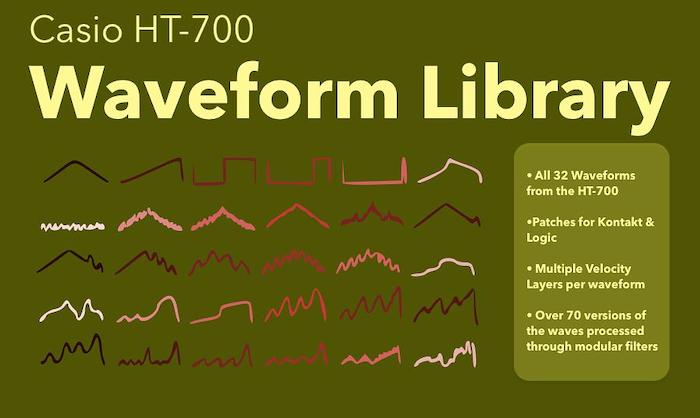 Casio HT-700
Waveform Library
• All 32 Waveforms
from the HT-700
•Patches for Kontakt &
Logic
• Multiple Velocity
Layers per waveform
• Over 70 versions of
the waves processed
through modular filters